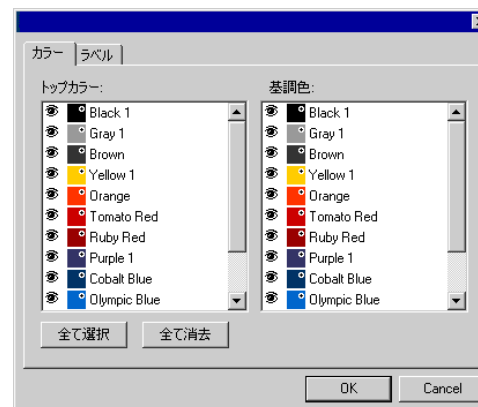 カラー ラベル
トップカラー: 基調色:
Black 1 Black 1
Gray 1 Gray 1
Brown Brown
Yellow 1 Yellow 1
Orange Orange
Tomato Red Tomato Red
Ruby Red Ruby Red
Purple 1 Purple 1
Cobalt Blue Cobalt Blue
Olympic Blue Olympic Blue
全て選択 全て消去
OK Cancel